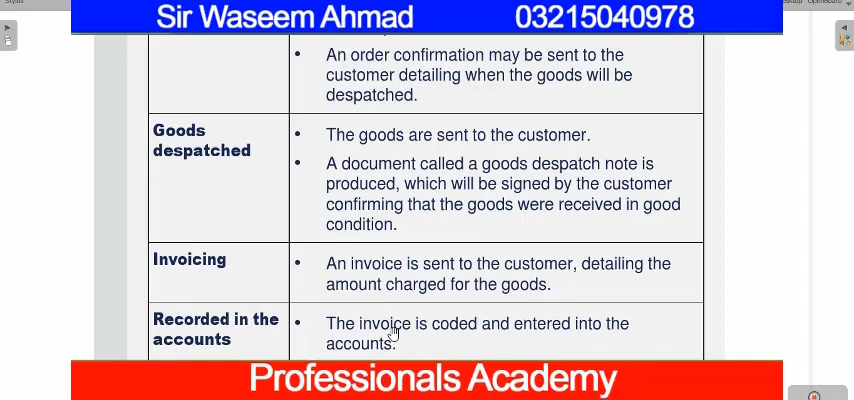 Stylus
sktop OpenBoard
Sir Waseem Ahmad 03215040978
• An order confirmation may be sent to the
customer detailing when the goods will be
despatched.
Goods
despatched
• The goods are sent to the customer.
• A document called a goods despatch note is
produced, which will be signed by the customer
confirming that the goods were received in good
condition.
Invoicing
• An invoice is sent to the customer, detailing the
amount charged for the goods.
Recorded in the
accounts
• The invoice is coded and entered into the
accounts.
Professionals Academy